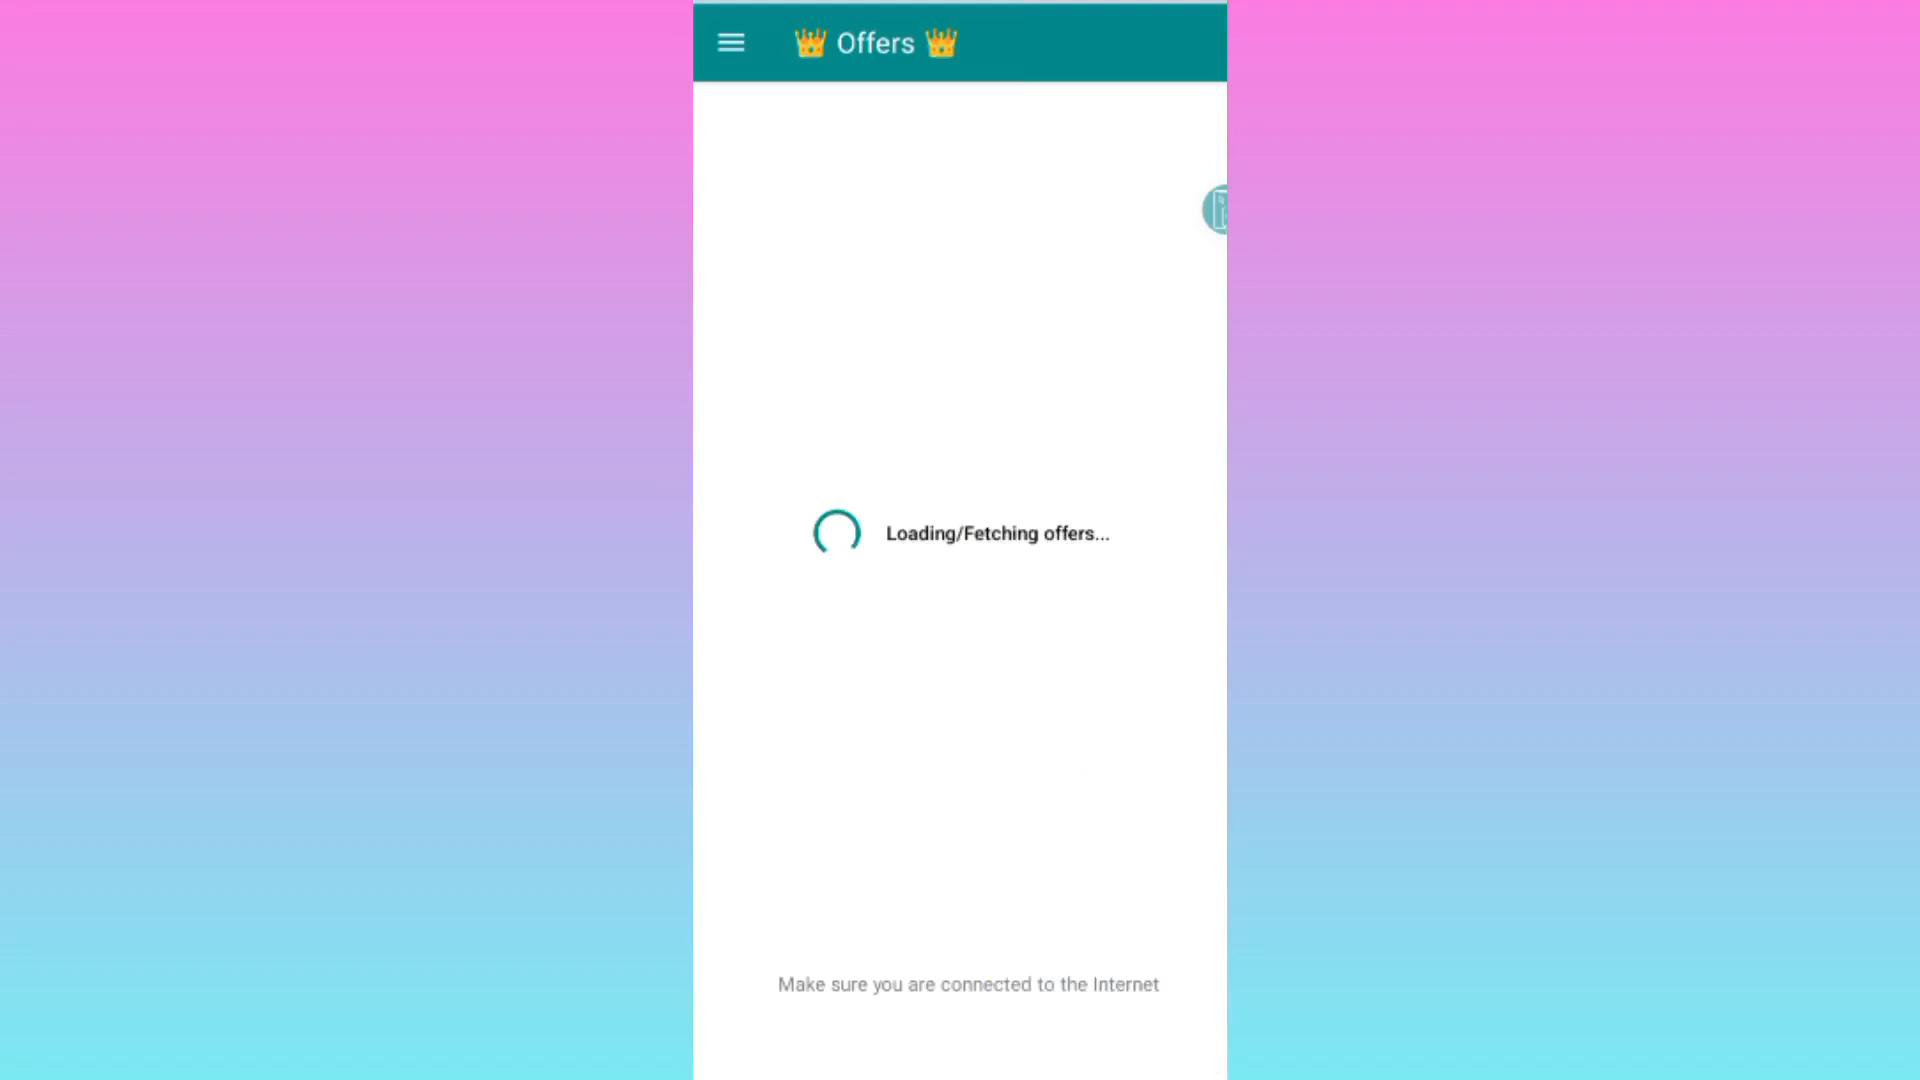 👑 Offers 👑
Loading/Fetching offers...
Make sure you are connected to the Internet